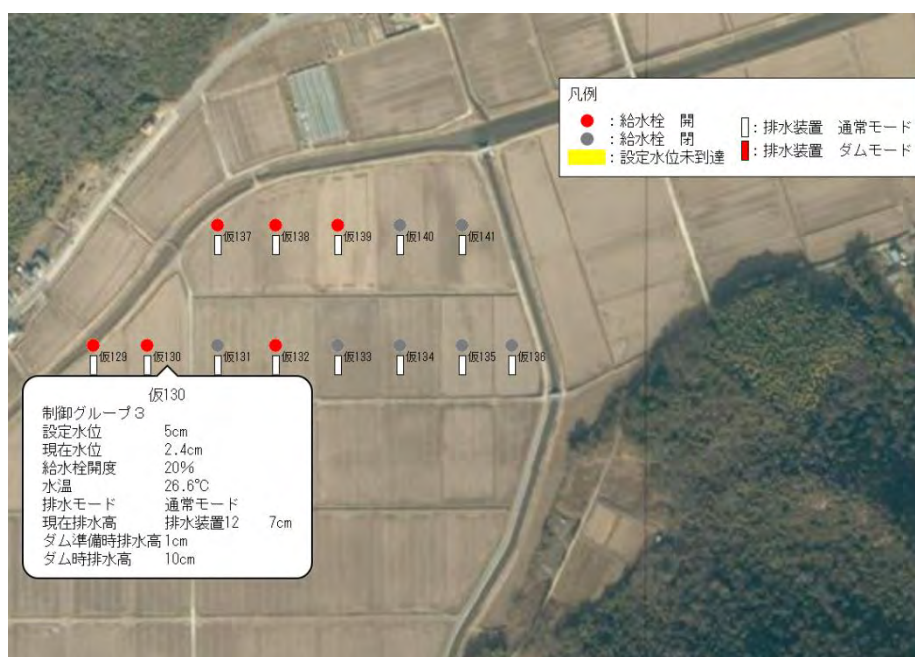 凡例
●:給水栓 開
●:給水栓 閉
:設定水位未到達
:排水装置 通常モード
:排水装置 ダムモード
仮137
仮138
仮139
仮140
仮141
仮129
仮130
仮131
仮132
仮133
仮134
仮135
仮136
仮130
制御グループ3
設定水位 5cm
現在水位 2.4cm
給水栓開度 20%
水温 26.6℃
排水モード 通常モード
現在排水高 排水装置12 7cm
ダム準備時排水高 1cm
ダム時排水高 10cm